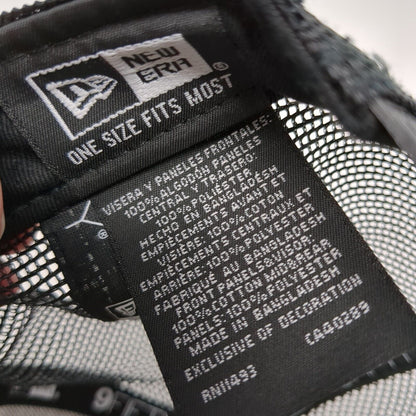 NEW
ERA®
ONE SIZE FITS MOST
VISERA Y PANELES FRONTALES:
100% ALGODÓN PANELES
CENTRAL Y TRASERO:
100% POLIÉSTER
HECHO EN BANGLADESH
EMPIÈCEMENTS AVANT ET
VISIÈRE: 100% COTON
EMPIÈCEMENTS CENTRAUX ET
ARRIÈRE: 100% POLYESTER
FABRIQUÉ AU BANGLADESH
FRONT PANELS&VISOR:
100% COTTON MID&REAR
PANELS: 100% POLYESTER
MADE IN BANGLADESH
EXCLUSIVE OF DECORATION
RN11493 CA40289